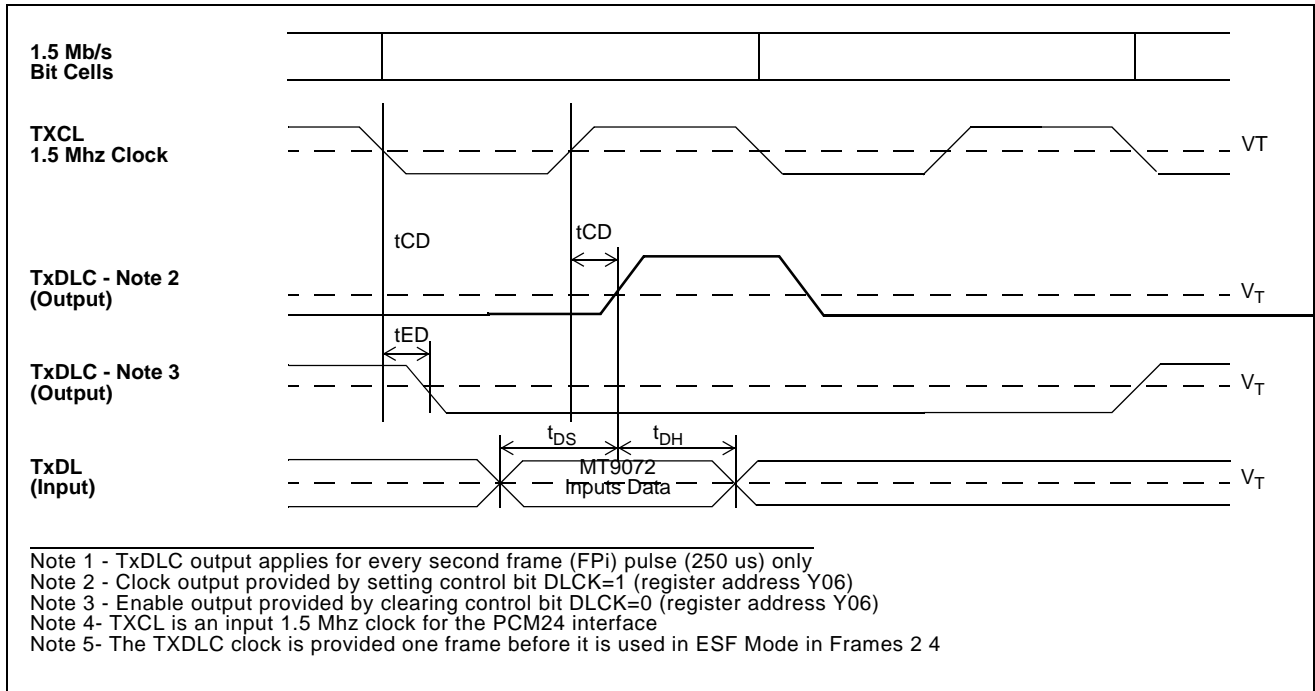 1.5 Mb/s
Bit Cells
TXCL
1.5 Mhz Clock
VT
tCD
tCD
TxDLC - Note 2
(Output)
VT
tED
TxDLC - Note 3
(Output)
VT
tDS
tDH
TxDL
(Input)
MT9072
Inputs Data
VT
Note 1 - TxDLC output applies for every second frame (FPi) pulse (250 us) only
Note 2 - Clock output provided by setting control bit DLCK=1 (register address Y06)
Note 3 - Enable output provided by clearing control bit DLCK=0 (register address Y06)
Note 4- TXCL is an input 1.5 Mhz clock for the PCM24 interface
Note 5- The TXDLC clock is provided one frame before it is used in ESF Mode in Frames 2 4